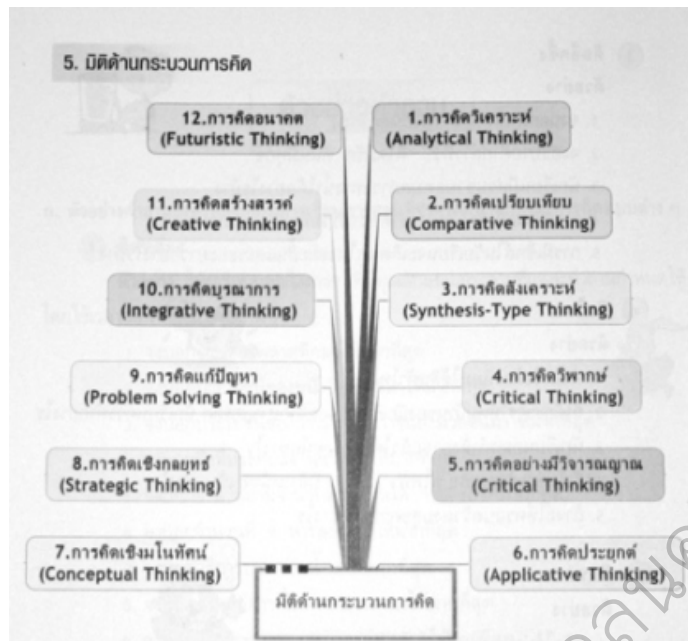 5. มิติด้านกระบวนการคิด
12.การคิดอนาคต
(Futuristic Thinking)
1.การคิดวิเคราะห์
(Analytical Thinking)
11.การคิดสร้างสรรค์
(Creative Thinking)
2.การคิดเปรียบเทียบ
(Comparative Thinking)
10.การคิดบูรณาการ
(Integrative Thinking)
3.การคิดสังเคราะห์
(Synthesis-Type Thinking)
9.การคิดแก้ปัญหา
(Problem Solving Thinking)
4.การคิดวิพากษ์
(Critical Thinking)
8.การคิดเชิงกลยุทธ์
(Strategic Thinking)
5.การคิดอย่างมีวิจารณญาณ
(Critical Thinking)
7.การคิดเชิงมโนทัศน์
(Conceptual Thinking)
6.การคิดประยุกต์
(Applicative Thinking)
มิติด้านกระบวนการคิด